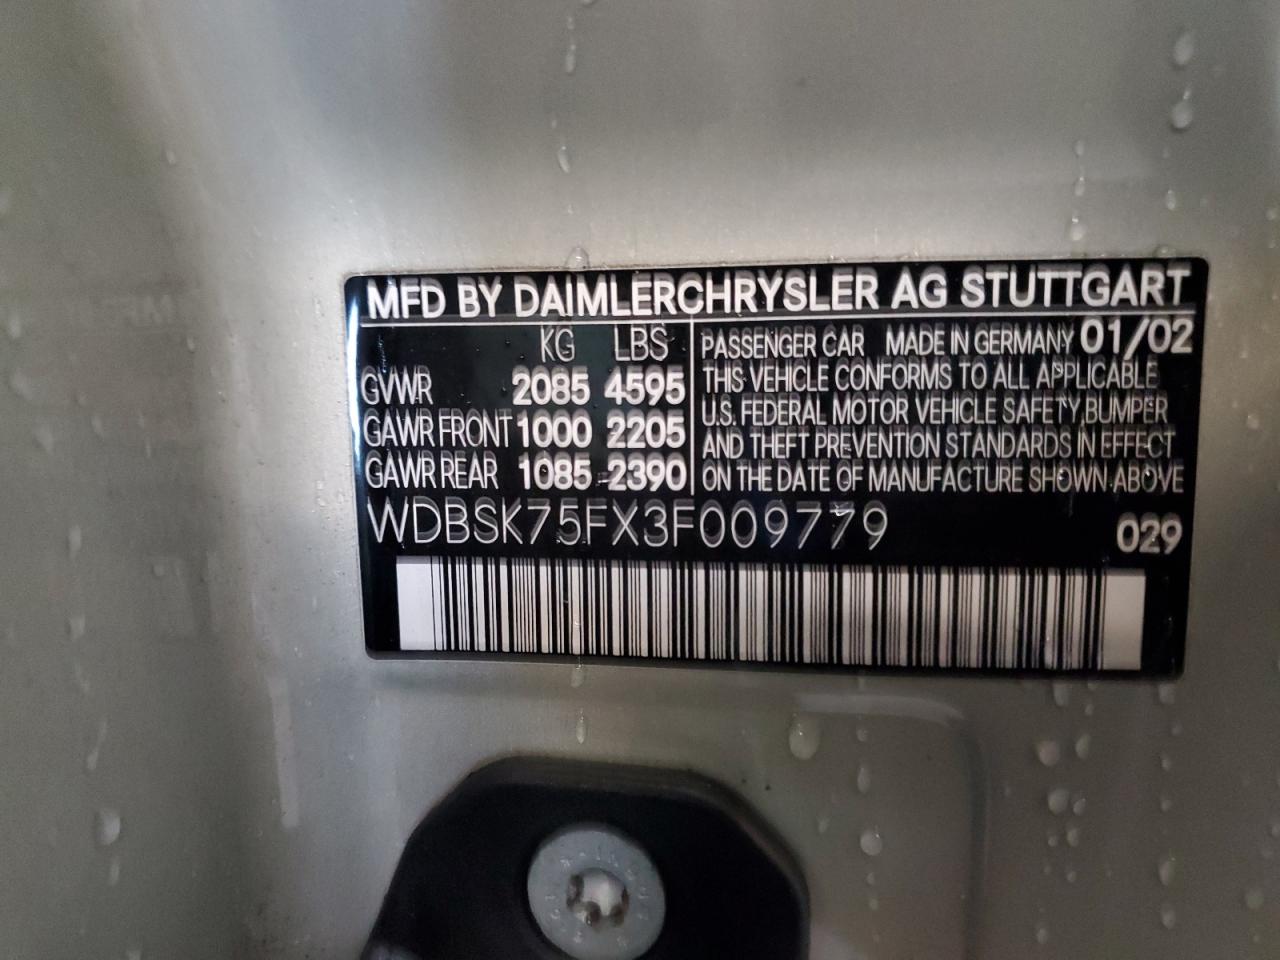 MFD BY DAIMLERCHRYSLER AG STUTTGART
KG LBS
GVWR 2085 4595
GAWR FRONT 1000 2205
GAWR REAR 1085 2390
PASSENGER CAR MADE IN GERMANY 01/02
THIS VEHICLE CONFORMS TO ALL APPLICABLE
U.S. FEDERAL MOTOR VEHICLE SAFETY,BUMPER
AND THEFT PREVENTION STANDARDS IN EFFECT
ON THE DATE OF MANUFACTURE SHOWN ABOVE
WDBSK75FX3F009779
029